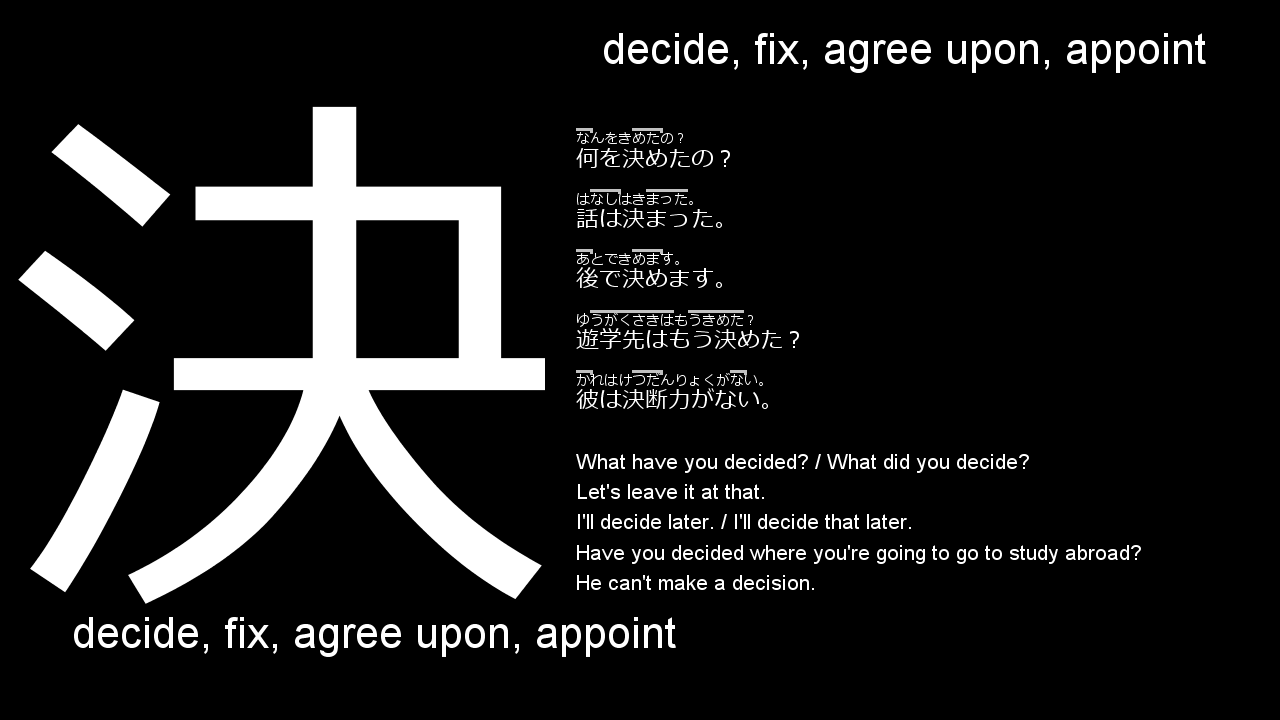 decide, fix, agree upon, appoint
決
なんをきめたの？
何を決めたの？
はなしはきまった。
話は決まった。
あとできめます。
後で決めます。
ゆうがくさきはもうきめた？
遊学先はもう決めた？
かれはけつだんりょくがない。
彼は決断力がない。
What have you decided? / What did you decide?
Let's leave it at that.
I'll decide later. / I'll decide that later.
Have you decided where you're going to go to study abroad?
He can't make a decision.
decide, fix, agree upon, appoint